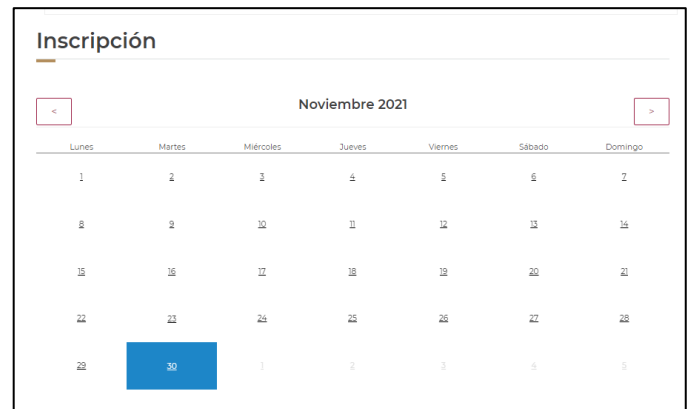 Inscripción
< Noviembre 2021 >
Lunes Martes Miércoles Jueves Viernes Sábado Domingo
1 2 3 4 5 6 7
8 9 10 11 12 13 14
15 16 17 18 19 20 21
22 23 24 25 26 27 28
29 30 1 2 3 4 5